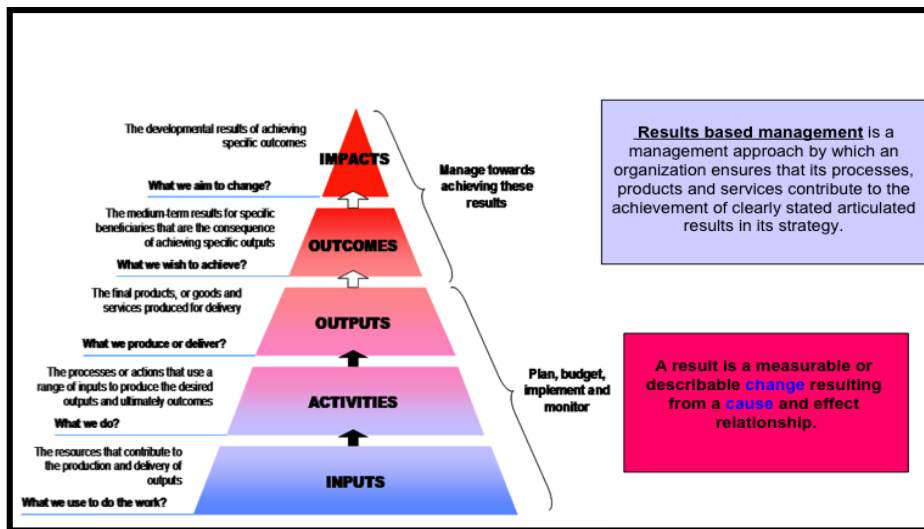 The developmental results of achieving
specific outcomes
IMPACTS
What we aim to change?
The medium-term results for specific
beneficiaries that are the consequence
of achieving specific outputs
OUTCOMES
What we wish to achieve?
The final products, or goods and
services produced for delivery
OUTPUTS
What we produce or deliver?
The processes or actions that use a
range of inputs to produce the desired
outputs and ultimately outcomes
ACTIVITIES
What we do?
The resources that contribute to
the production and delivery of
outputs
INPUTS
What we use to do the work?
Manage towards
achieving these
results
Plan, budget,
implement and
monitor
Results based management is a
management approach by which an
organization ensures that its processes,
products and services contribute to the
achievement of clearly stated articulated
results in its strategy.
A result is a measurable or
describable change resulting
from a cause and effect
relationship.